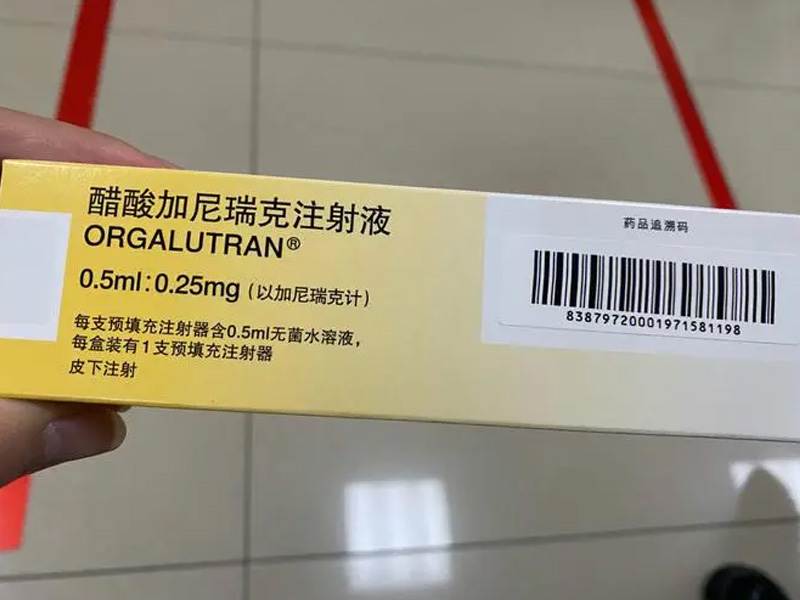 醋酸加尼瑞克注射液
ORGALUTRAN®
0.5ml:0.25mg (以加尼瑞克计)
每支预填充注射器含0.5ml无菌水溶液，
每盒装有1支预填充注射器
皮下注射
药品追溯码
83879720001971581198